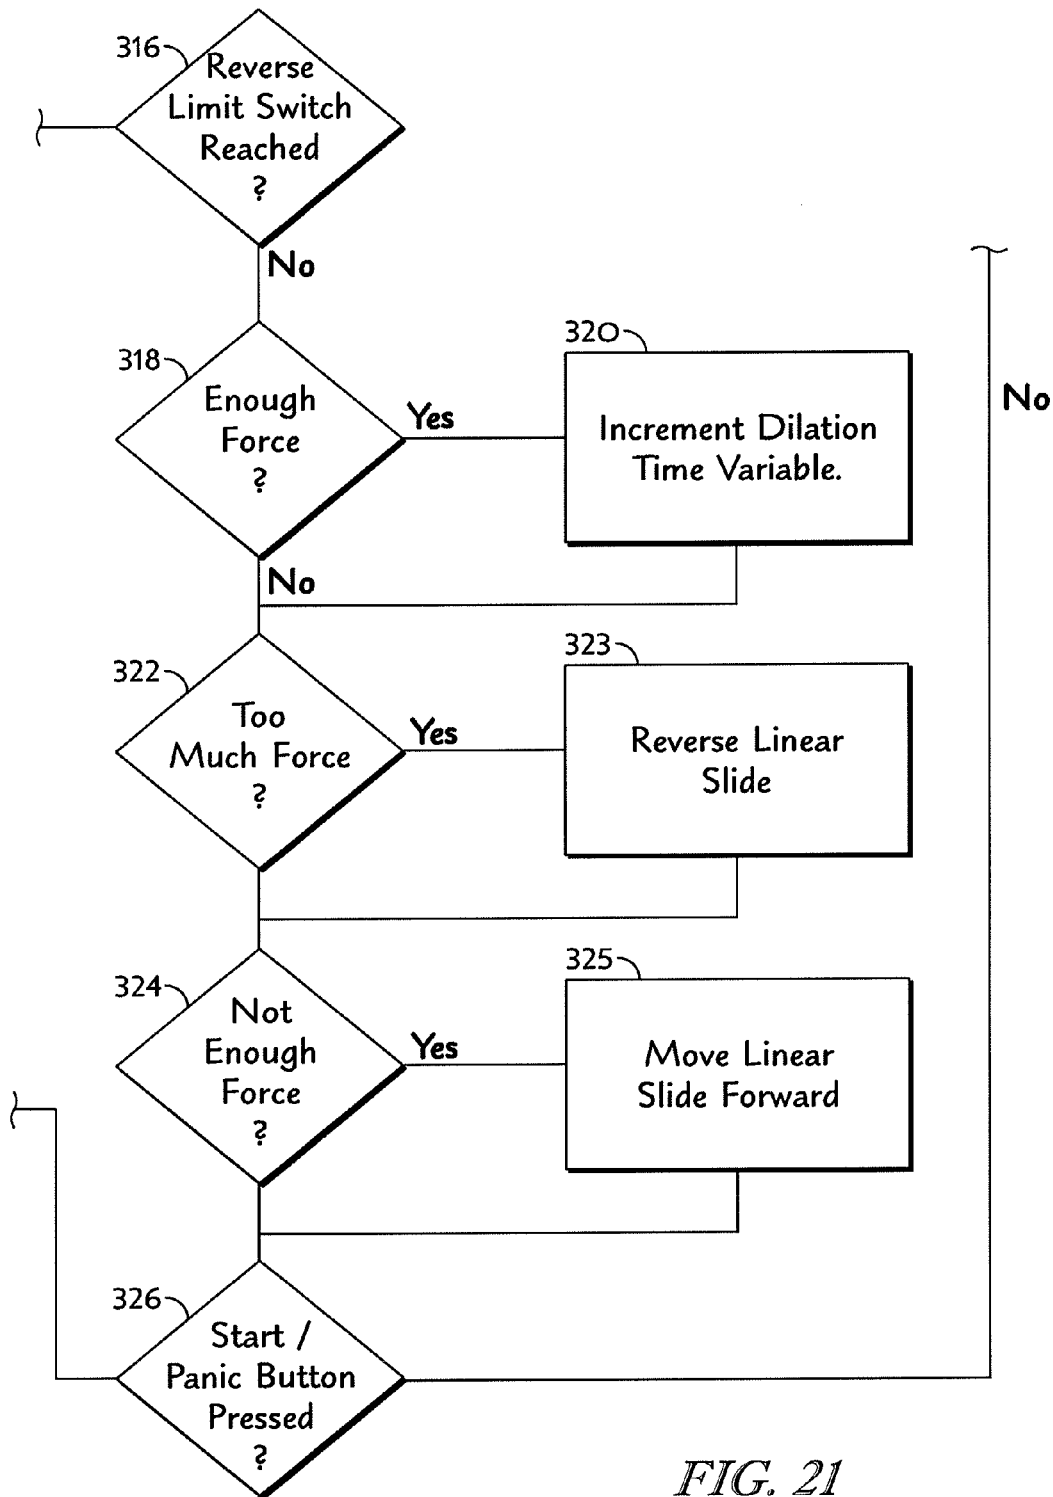 316
Reverse
Limit Switch
Reached
?
No
318
Enough
Force
?
Yes
320
Increment Dilation
Time Variable.
No
No
322
Too
Much Force
?
Yes
323
Reverse Linear
Slide
324
Not
Enough
Force
?
Yes
325
Move Linear
Slide Forward
326
Start /
Panic Button
Pressed
?
FIG. 21